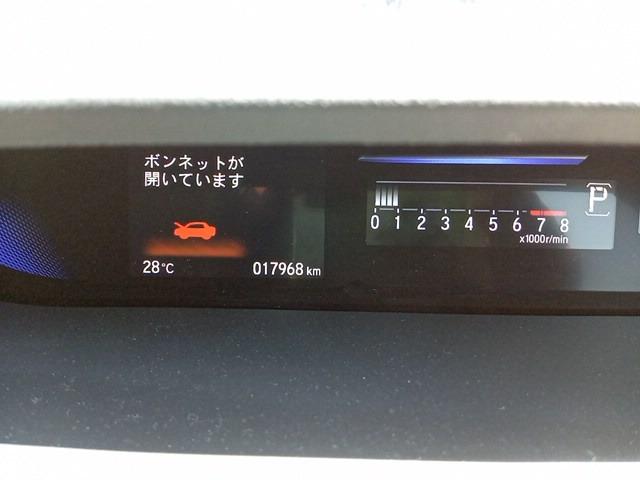 ボンネットが
開いています
28℃
017968 km
P
0 1 2 3 4 5 6 7 8
x1000r/min